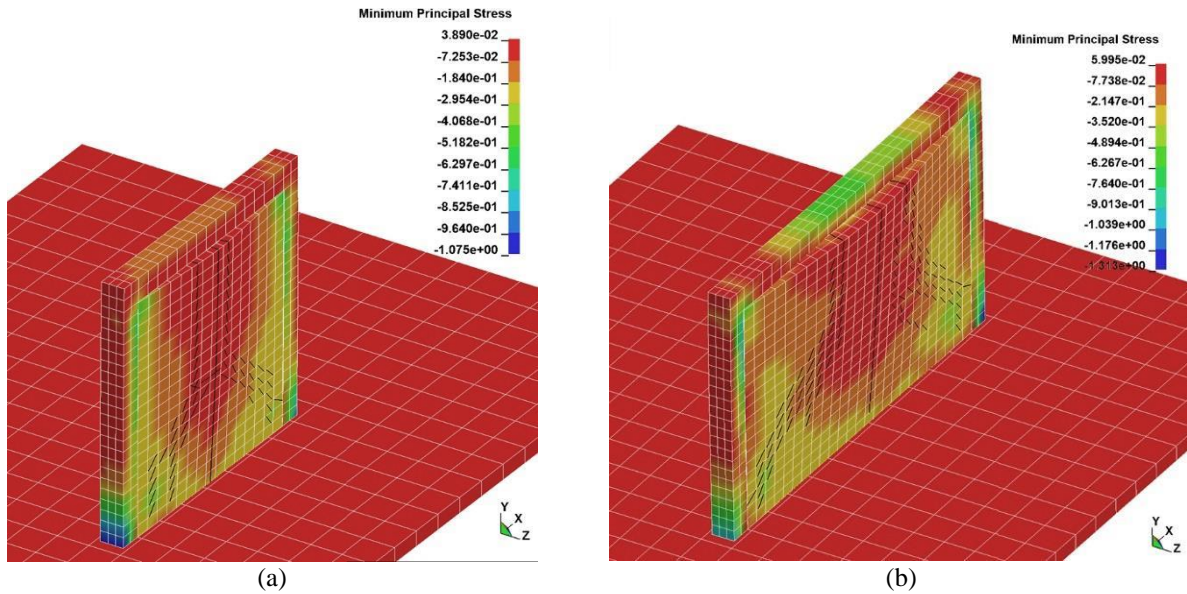 Minimum Principal Stress
3.890e-02
-7.253e-02
-1.840e-01
-2.954e-01
-4.068e-01
-5.182e-01
-6.297e-01
-7.411e-01
-8.525e-01
-9.640e-01
-1.075e+00
Y
X
Z
(a)
Minimum Principal Stress
5.995e-02
-7.738e-02
-2.147e-01
-3.520e-01
-4.894e-01
-6.267e-01
-7.640e-01
-9.013e-01
-1.039e+00
-1.176e+00
-1.313e+00
Y
X
Z
(b)